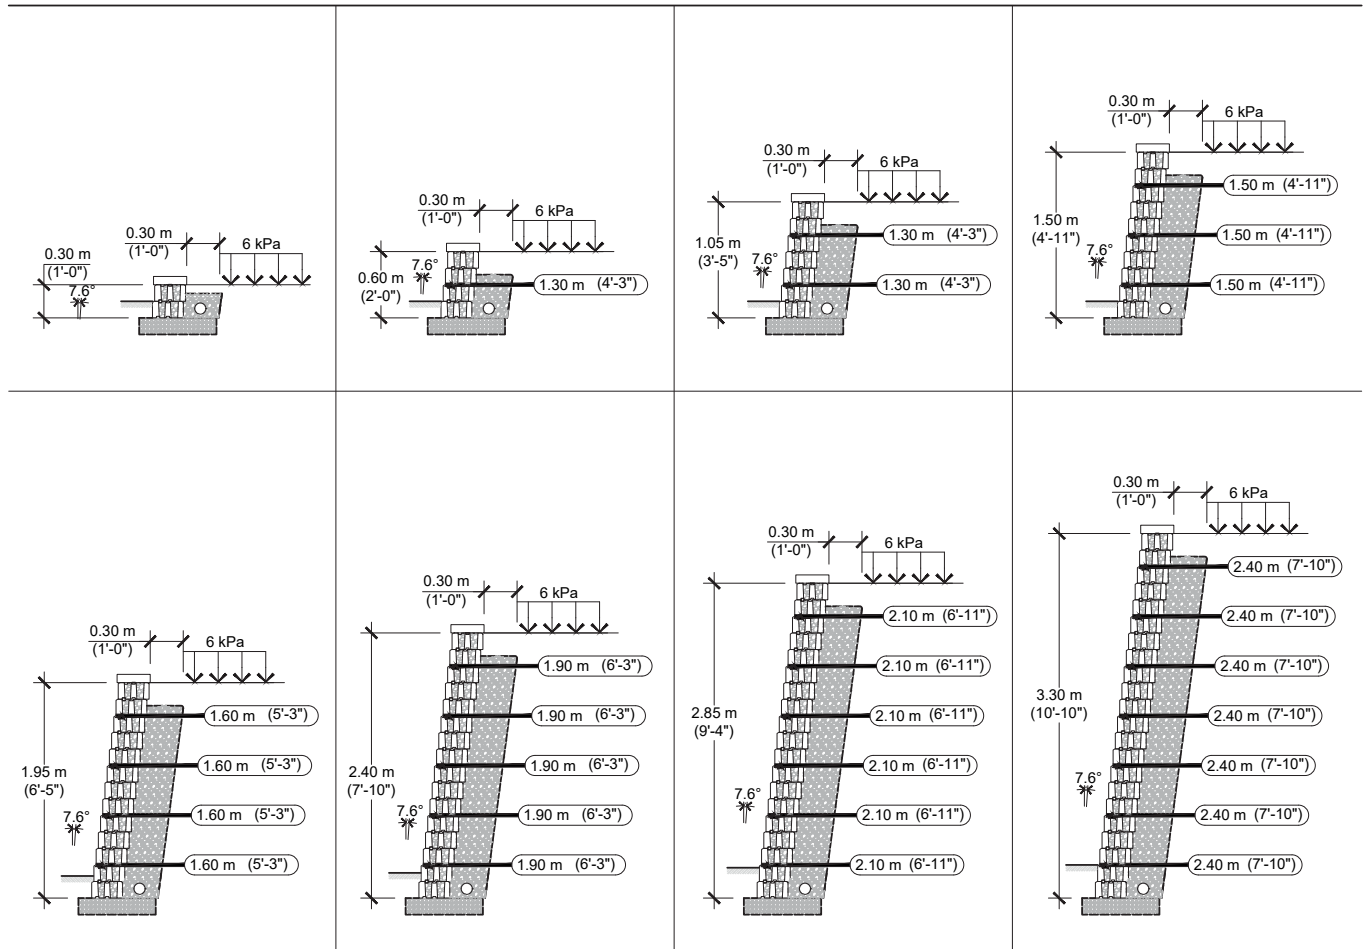 0.30 m
(1'-0")
6 kPa
0.30 m
(1'-0")
7.6°
0.30 m
(1'-0")
6 kPa
7.6°
0.60 m
(2'-0")
1.30 m (4'-3")
0.30 m
(1'-0")
6 kPa
1.05 m
(3'-5")
7.6°
1.30 m (4'-3")
1.30 m (4'-3")
0.30 m
(1'-0")
6 kPa
1.50 m
(4'-11")
7.6°
1.50 m (4'-11")
1.50 m (4'-11")
1.50 m (4'-11")
0.30 m
(1'-0")
6 kPa
1.95 m
(6'-5")
7.6°
1.60 m (5'-3")
1.60 m (5'-3")
1.60 m (5'-3")
1.60 m (5'-3")
0.30 m
(1'-0")
6 kPa
2.40 m
(7'-10")
7.6°
1.90 m (6'-3")
1.90 m (6'-3")
1.90 m (6'-3")
1.90 m (6'-3")
1.90 m (6'-3")
0.30 m
(1'-0")
6 kPa
2.85 m
(9'-4")
7.6°
2.10 m (6'-11")
2.10 m (6'-11")
2.10 m (6'-11")
2.10 m (6'-11")
2.10 m (6'-11")
2.10 m (6'-11")
0.30 m
(1'-0")
6 kPa
3.30 m
(10'-10")
7.6°
2.40 m (7'-10")
2.40 m (7'-10")
2.40 m (7'-10")
2.40 m (7'-10")
2.40 m (7'-10")
2.40 m (7'-10")
2.40 m (7'-10")